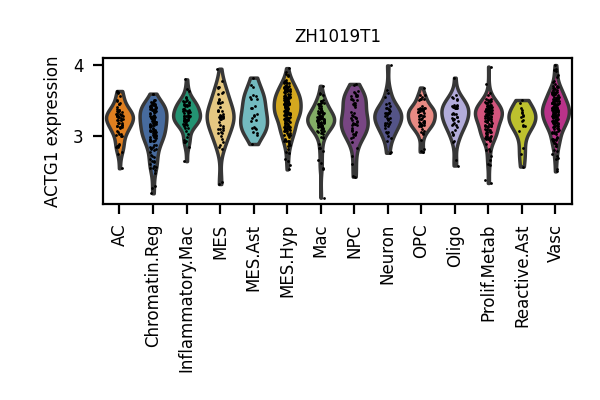 ZH1019T1
ACTG1 expression
4
3
AC
Chromatin.Reg
Inflammatory.Mac
MES
MES.Ast
MES.Hyp
Mac
NPC
Neuron
OPC
Oligo
Prolif.Metab
Reactive.Ast
Vasc